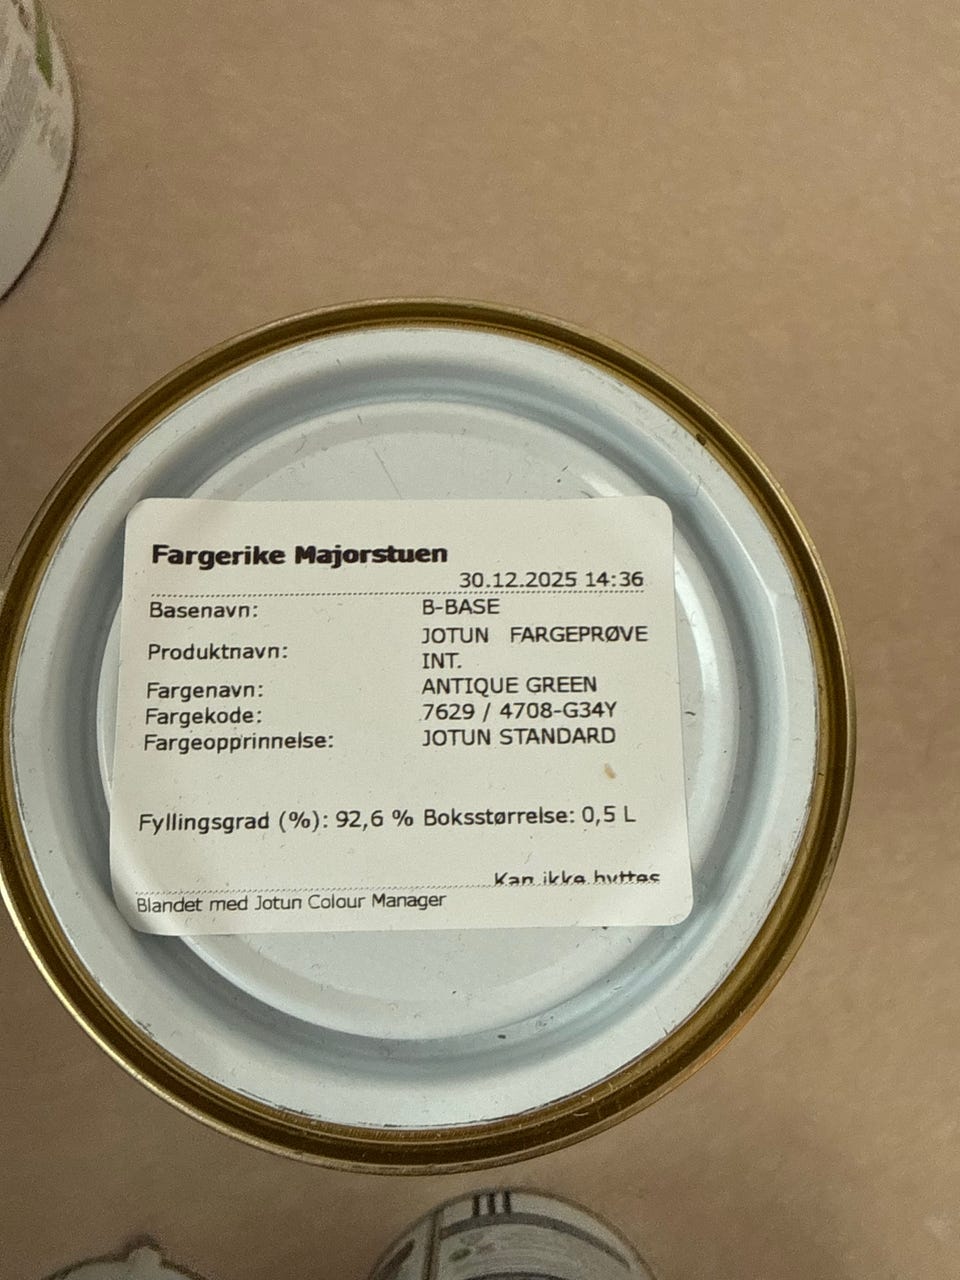 Fargerike Majorstuen
30.12.2025 14:36
Basenavn: B-BASE
Produktnavn: JOTUN FARGEPRØVE
INT.
Fargenavn: ANTIQUE GREEN
Fargekode: 7629 / 4708-G34Y
Fargeopprinnelse: JOTUN STANDARD
Fyllingsgrad (%): 92,6 % Boksstørrelse: 0,5 L
Kan ikke byttes
Blandet med Jotun Colour Manager